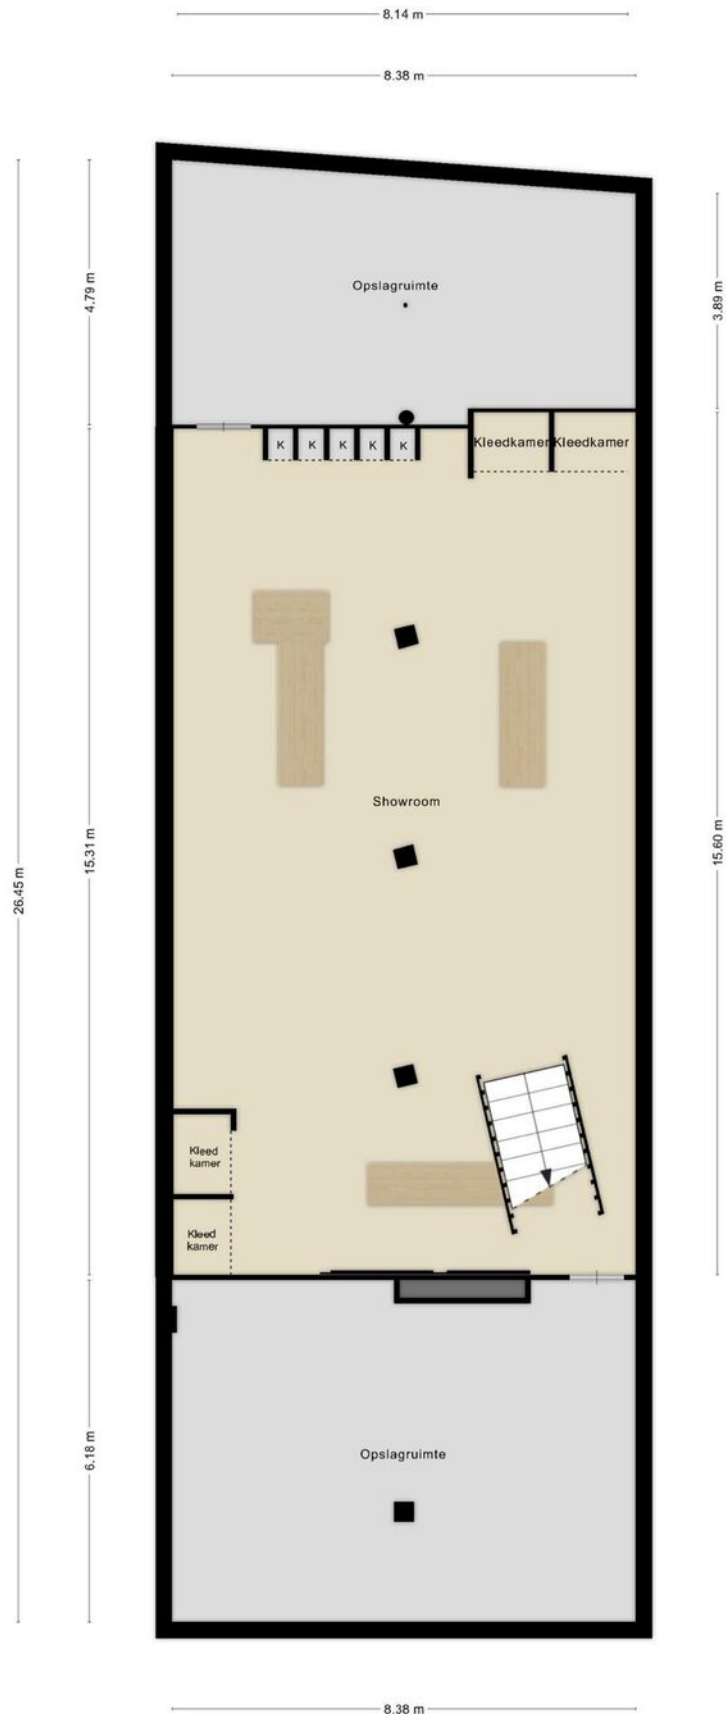 8.14 m
8.38 m
4.79 m
3.89 m
Opslagruimte
K K K K K
Kleedkamer Kleedkamer
Showroom
15.31 m
15.60 m
26.45 m
Kleed
kamer
Kleed
kamer
6.18 m
Opslagruimte
8.38 m